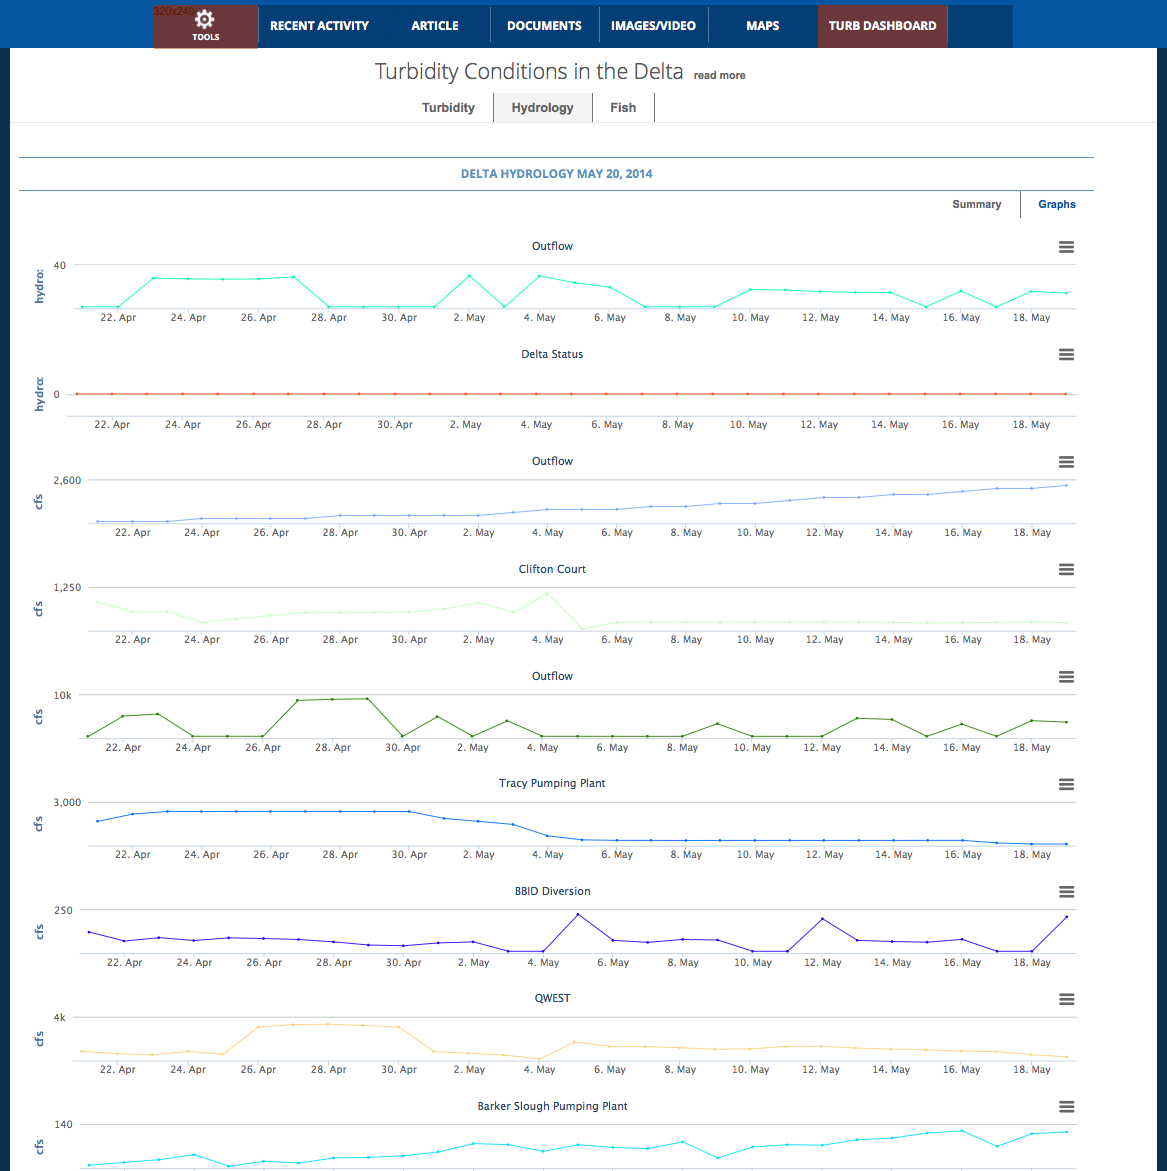 320x240
TOOLS
RECENT ACTIVITY
ARTICLE
DOCUMENTS
IMAGES/VIDEO
MAPS
TURB DASHBOARD
Turbidity Conditions in the Delta read more
Turbidity
Hydrology
Fish
DELTA HYDROLOGY MAY 20, 2014
Summary
Graphs
Outflow
hydro:
40
22. Apr 24. Apr 26. Apr 28. Apr 30. Apr 2. May 4. May 6. May 8. May 10. May 12. May 14. May 16. May 18. May
Delta Status
hydro:
0
22. Apr 24. Apr 26. Apr 28. Apr 30. Apr 2. May 4. May 6. May 8. May 10. May 12. May 14. May 16. May 18. May
Outflow
cfs
2,600
22. Apr 24. Apr 26. Apr 28. Apr 30. Apr 2. May 4. May 6. May 8. May 10. May 12. May 14. May 16. May 18. May
Clifton Court
cfs
1,250
22. Apr 24. Apr 26. Apr 28. Apr 30. Apr 2. May 4. May 6. May 8. May 10. May 12. May 14. May 16. May 18. May
Outflow
cfs
10k
22. Apr 24. Apr 26. Apr 28. Apr 30. Apr 2. May 4. May 6. May 8. May 10. May 12. May 14. May 16. May 18. May
Tracy Pumping Plant
cfs
3,000
22. Apr 24. Apr 26. Apr 28. Apr 30. Apr 2. May 4. May 6. May 8. May 10. May 12. May 14. May 16. May 18. May
BBID Diversion
cfs
250
22. Apr 24. Apr 26. Apr 28. Apr 30. Apr 2. May 4. May 6. May 8. May 10. May 12. May 14. May 16. May 18. May
QWEST
cfs
4k
22. Apr 24. Apr 26. Apr 28. Apr 30. Apr 2. May 4. May 6. May 8. May 10. May 12. May 14. May 16. May 18. May
Barker Slough Pumping Plant
cfs
140